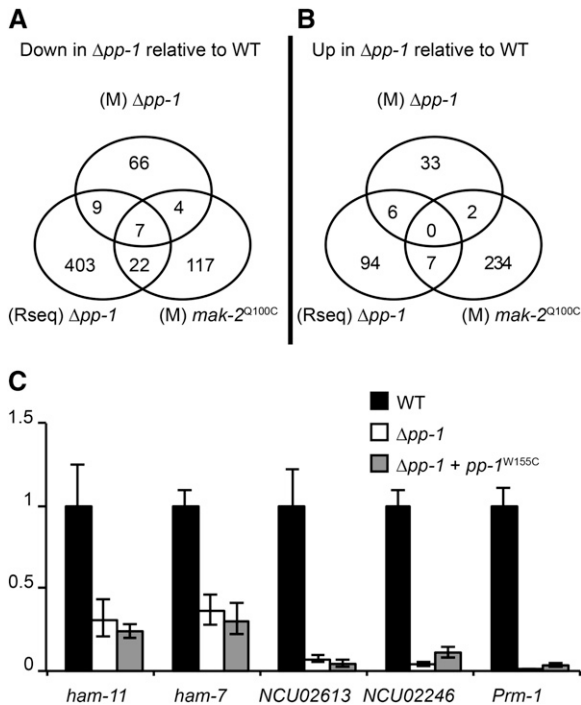 A
Down in Δpp-1 relative to WT
(M) Δpp-1
66
9
4
7
403
22
117
(Rseq) Δpp-1
(M) mak-2Q100C
B
Up in Δpp-1 relative to WT
(M) Δpp-1
33
6
2
0
94
7
234
(Rseq) Δpp-1
(M) mak-2Q100C
C
1.5
1
0.5
0
WT
Δpp-1
Δpp-1 + pp-1W155C
ham-11
ham-7
NCU02613
NCU02246
Prm-1